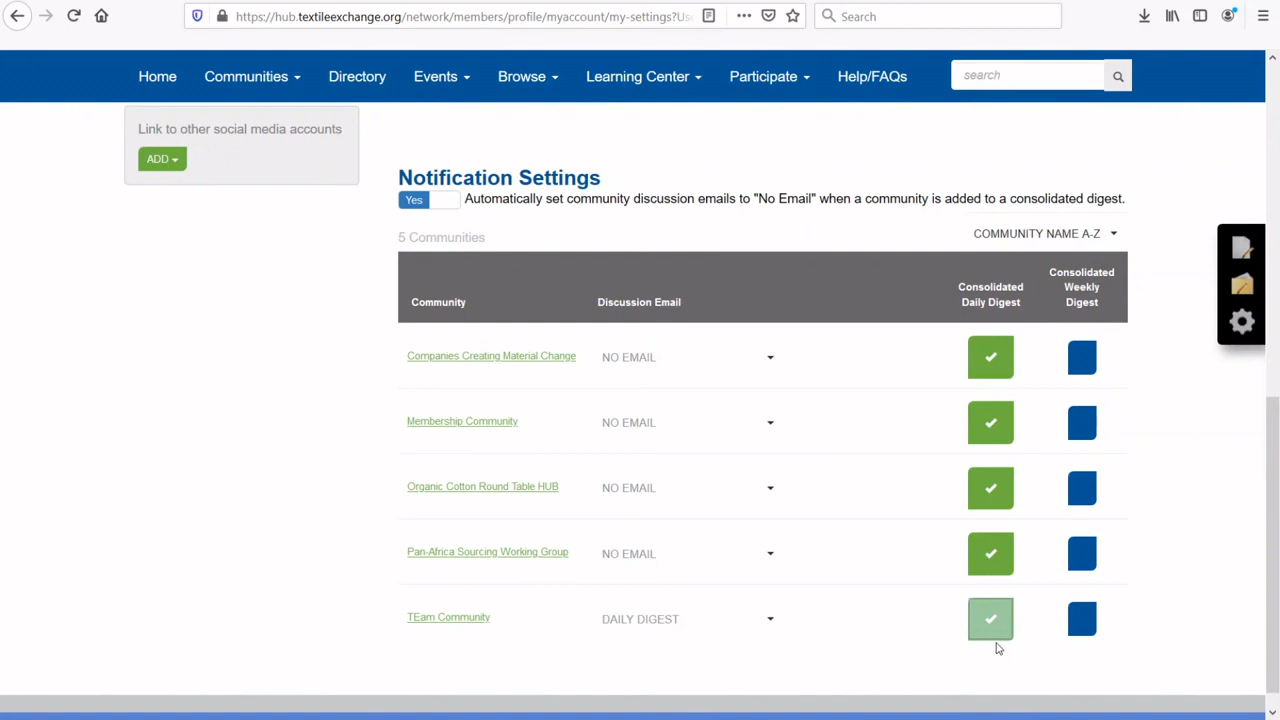 https://hub.textileexchange.org/network/members/profile/myaccount/my-settings?Us
Search
Home Communities Directory Events Browse Learning Center Participate Help/FAQs search
Link to other social media accounts
ADD
Notification Settings
Yes Automatically set community discussion emails to "No Email" when a community is added to a consolidated digest.
5 Communities
COMMUNITY NAME A-Z
Community Discussion Email Consolidated Daily Digest Consolidated Weekly Digest
Companies Creating Material Change NO EMAIL
Membership Community NO EMAIL
Organic Cotton Round Table HUB NO EMAIL
Pan-Africa Sourcing Working Group NO EMAIL
TEam Community DAILY DIGEST